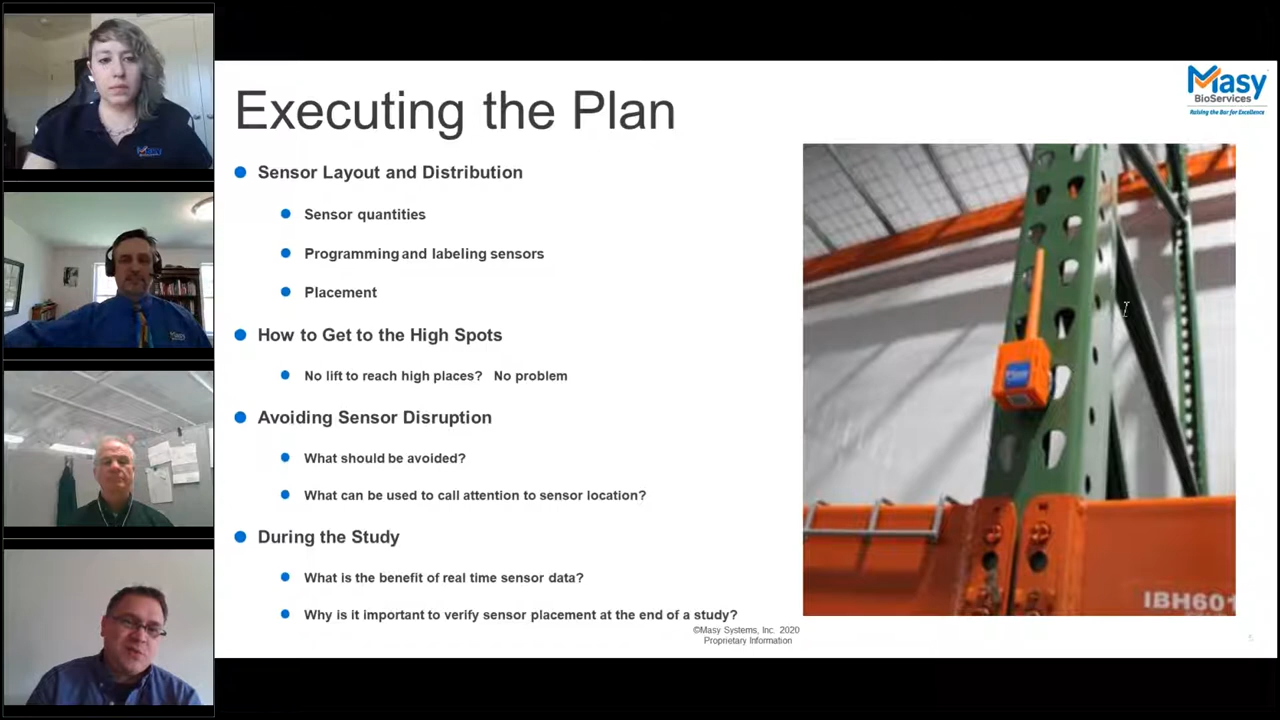 Executing the Plan
Masy
BioServices
Raising the Bar for Excellence
Sensor Layout and Distribution
Sensor quantities
Programming and labeling sensors
Placement
How to Get to the High Spots
No lift to reach high places? No problem
Avoiding Sensor Disruption
What should be avoided?
What can be used to call attention to sensor location?
During the Study
What is the benefit of real time sensor data?
Why is it important to verify sensor placement at the end of a study?
©Masy Systems, Inc. 2020
Proprietary Information
5
IBH601
Masy
Masy